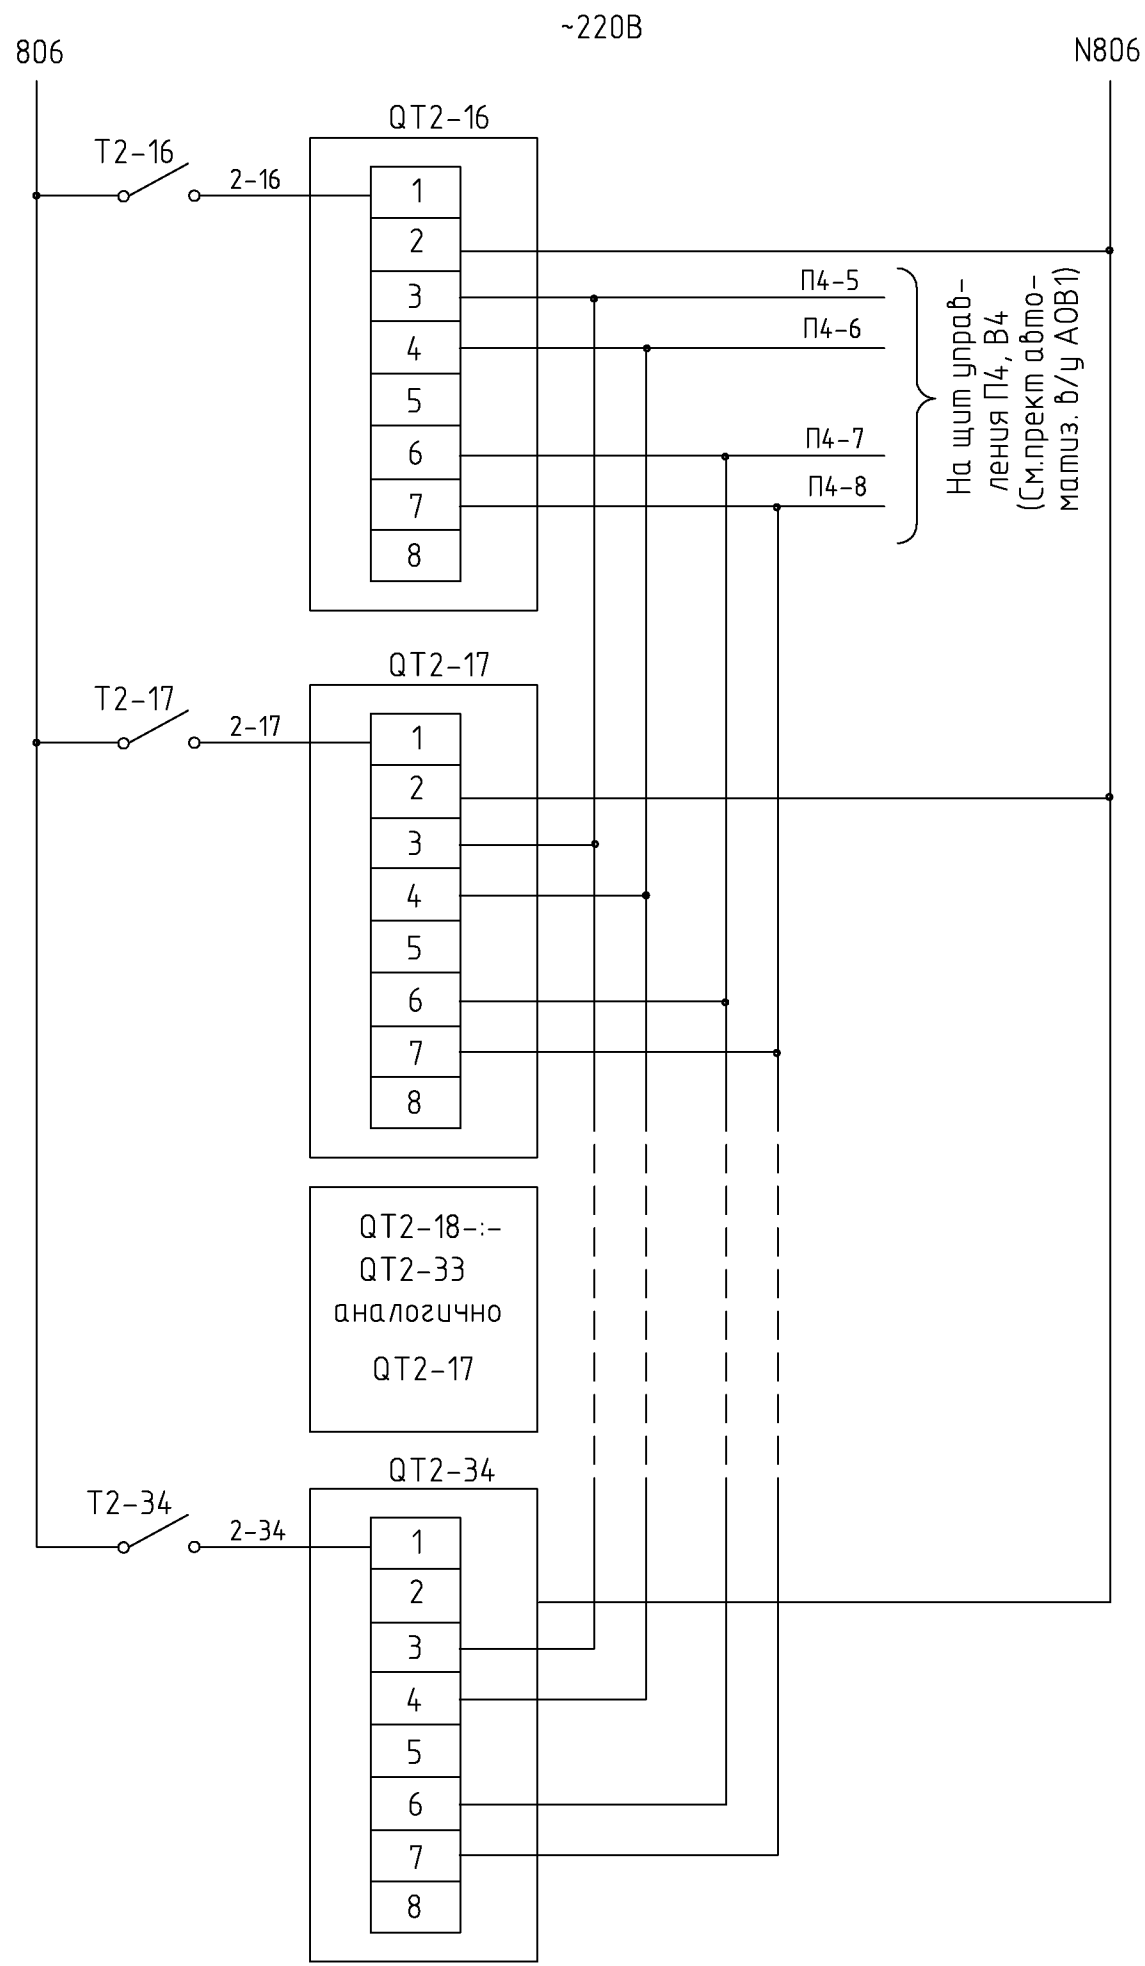 ~220В
806
N806
QT2-16
T2-16
2-16
1
2
3
4
5
6
7
8
П4-5
П4-6
П4-7
П4-8
На щит управ-
ления П4, В4
(См.прект авто-
матиз. в/у АОВ1)
QT2-17
T2-17
2-17
1
2
3
4
5
6
7
8
QT2-18-:-
QT2-33
аналогично
QT2-17
QT2-34
T2-34
2-34
1
2
3
4
5
6
7
8